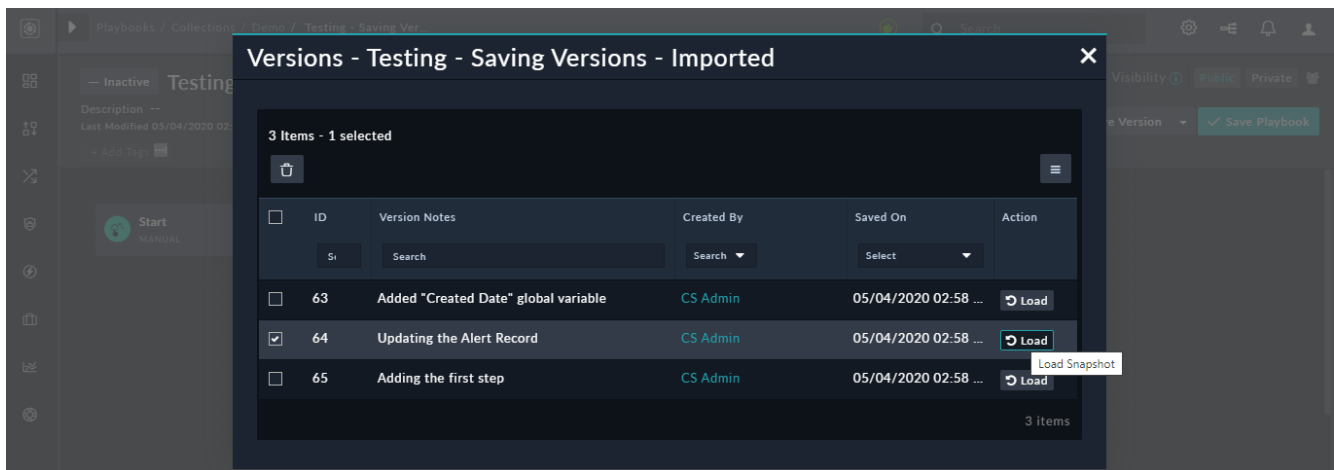 Playbooks / Collections / Demo / Testing - Saving Ver...
Search
Versions - Testing - Saving Versions - Imported
— Inactive
Testing
Visibility
Public
Private
Description --
Last Modified 05/04/2020 02:
+ Add Tags
e Version
Save Playbook
3 Items - 1 selected
Start
MANUAL
ID Version Notes Created By Saved On Action
Search Search Select
63 Added "Created Date" global variable CS Admin 05/04/2020 02:58 ... Load
64 Updating the Alert Record CS Admin 05/04/2020 02:58 ... Load
Load Snapshot
65 Adding the first step CS Admin 05/04/2020 02:58 ... Load
3 items